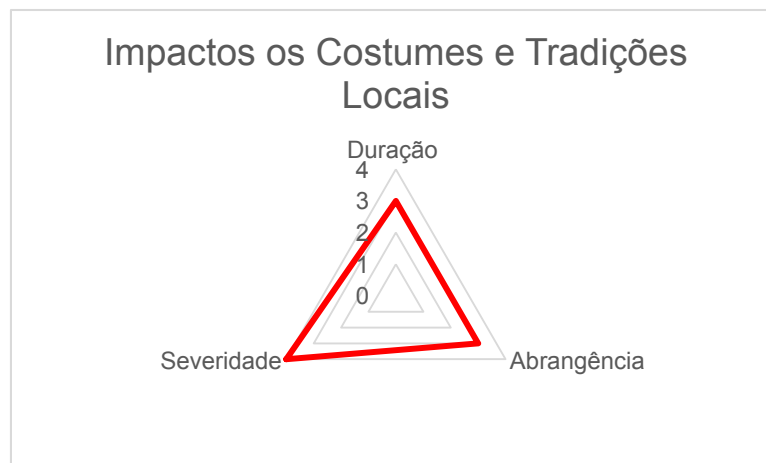 Impactos os Costumes e Tradições
Locais
Duração
4
3
2
1
0
Severidade
Abrangência